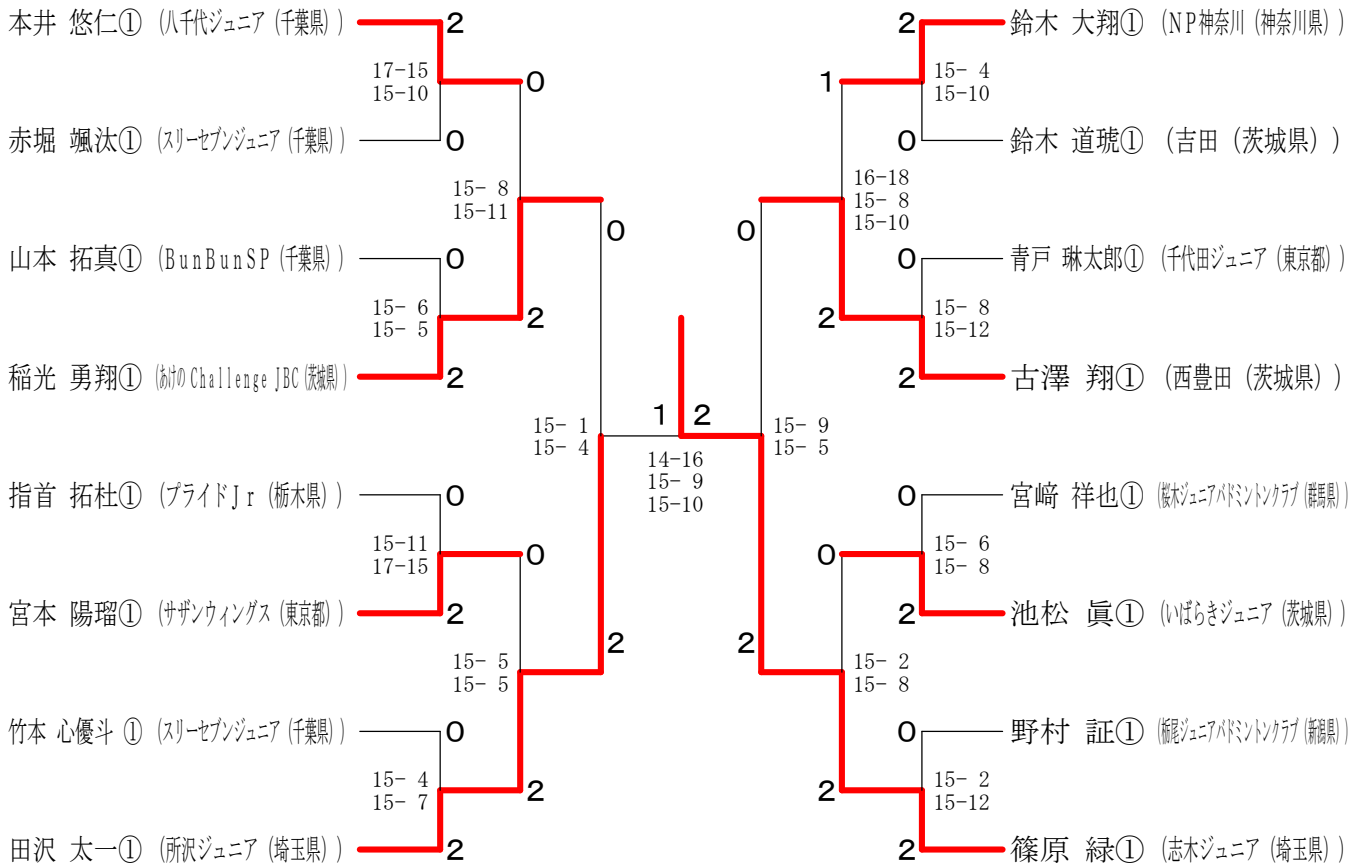 本井 悠仁① (八千代ジュニア (千葉県) ) 2
17-15
15-10
0
赤堀 颯汰① (スリーセブンジュニア (千葉県) ) 0
15- 8
15-11
0
山本 拓真① (BunBunSP (千葉県) ) 0
15- 6
15- 5
2
稲光 勇翔① (あけの Challenge JBC (茨城県) ) 2
15- 1
15- 4
指首 拓杜① (プライドJr (栃木県) ) 0
15-11
17-15
0
宮本 陽瑠① (サザンウィングス (東京都) ) 2
15- 5
15- 5
2
竹本 心優斗 ① (スリーセブンジュニア (千葉県) ) 0
15- 4
15- 7
2
田沢 太一① (所沢ジュニア (埼玉県) ) 2
1 2
14-16
15- 9
15-10
2 鈴木 大翔① (NP神奈川 (神奈川県) )
1
15- 4
15-10
0 鈴木 道琥① (吉田 (茨城県) )
16-18
15- 8
15-10
0
0 青戸 琳太郎① (千代田ジュニア (東京都) )
2
15- 8
15-12
2 古澤 翔① (西豊田 (茨城県) )
15- 9
15- 5
0 宮﨑 祥也① (桜木ジュニアバドミントンクラブ (群馬県) )
0
15- 6
15- 8
2 池松 眞① (いばらきジュニア (茨城県) )
2
15- 2
15- 8
0 野村 証① (栃尾ジュニアバドミントンクラブ (新潟県) )
2
15- 2
15-12
2 篠原 緑① (志木ジュニア (埼玉県) )